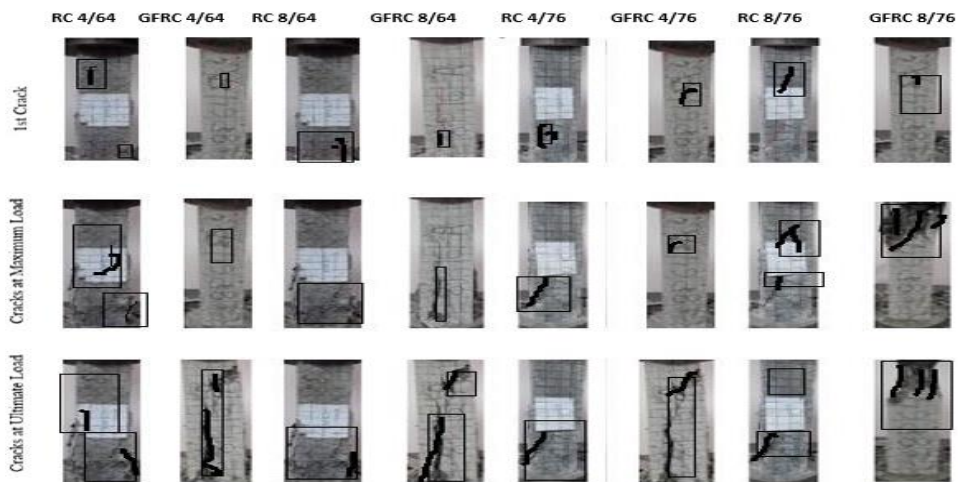 RC 4/64 GFRC 4/64 RC 8/64 GFRC 8/64 RC 4/76 GFRC 4/76 RC 8/76 GFRC 8/76
1st Crack
Cracks at Maximum Load
Cracks at Ultimate Load